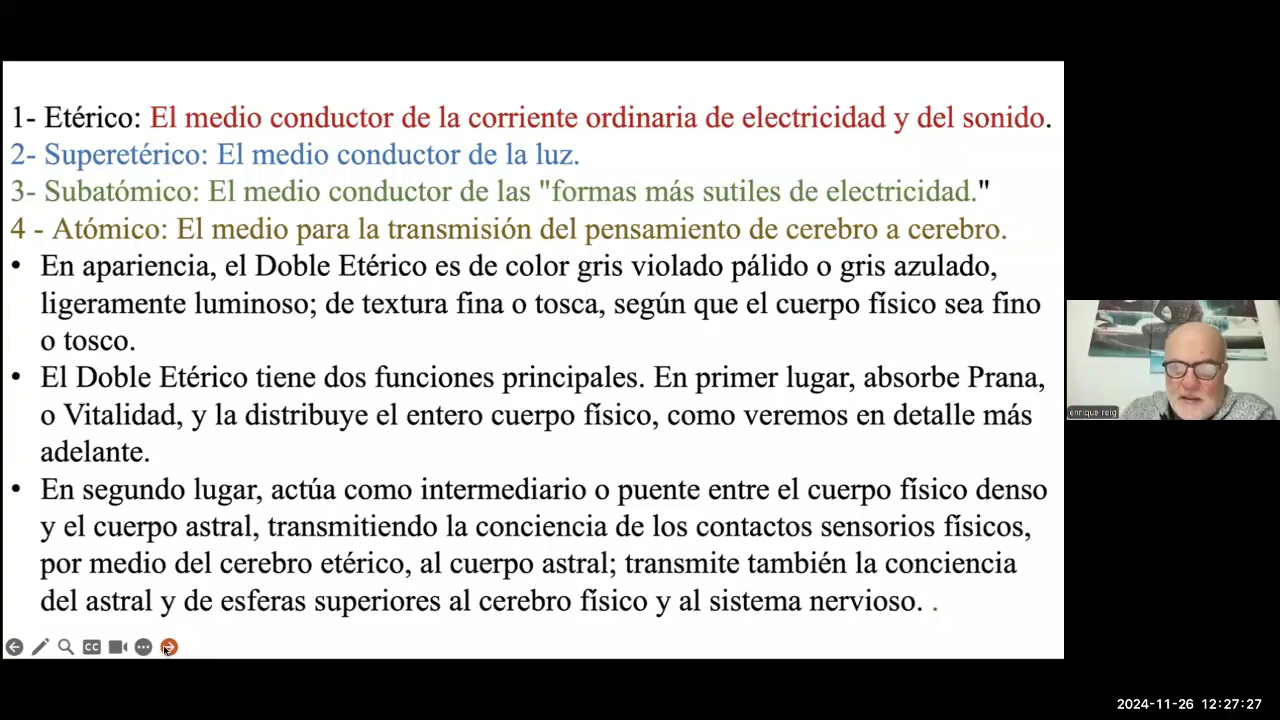 1- Etérico: El medio conductor de la corriente ordinaria de electricidad y del sonido.
2- Superetérico: El medio conductor de la luz.
3- Subatómico: El medio conductor de las "formas más sutiles de electricidad."
4 - Atómico: El medio para la transmisión del pensamiento de cerebro a cerebro.
• En apariencia, el Doble Etérico es de color gris violado pálido o gris azulado,
ligeramente luminoso; de textura fina o tosca, según que el cuerpo físico sea fino
o tosco.
• El Doble Etérico tiene dos funciones principales. En primer lugar, absorbe Prana,
o Vitalidad, y la distribuye el entero cuerpo físico, como veremos en detalle más
adelante.
• En segundo lugar, actúa como intermediario o puente entre el cuerpo físico denso
y el cuerpo astral, transmitiendo la conciencia de los contactos sensorios físicos,
por medio del cerebro etérico, al cuerpo astral; transmite también la conciencia
del astral y de esferas superiores al cerebro físico y al sistema nervioso. .
CC
enrique reig
2024-11-26 12:27:27